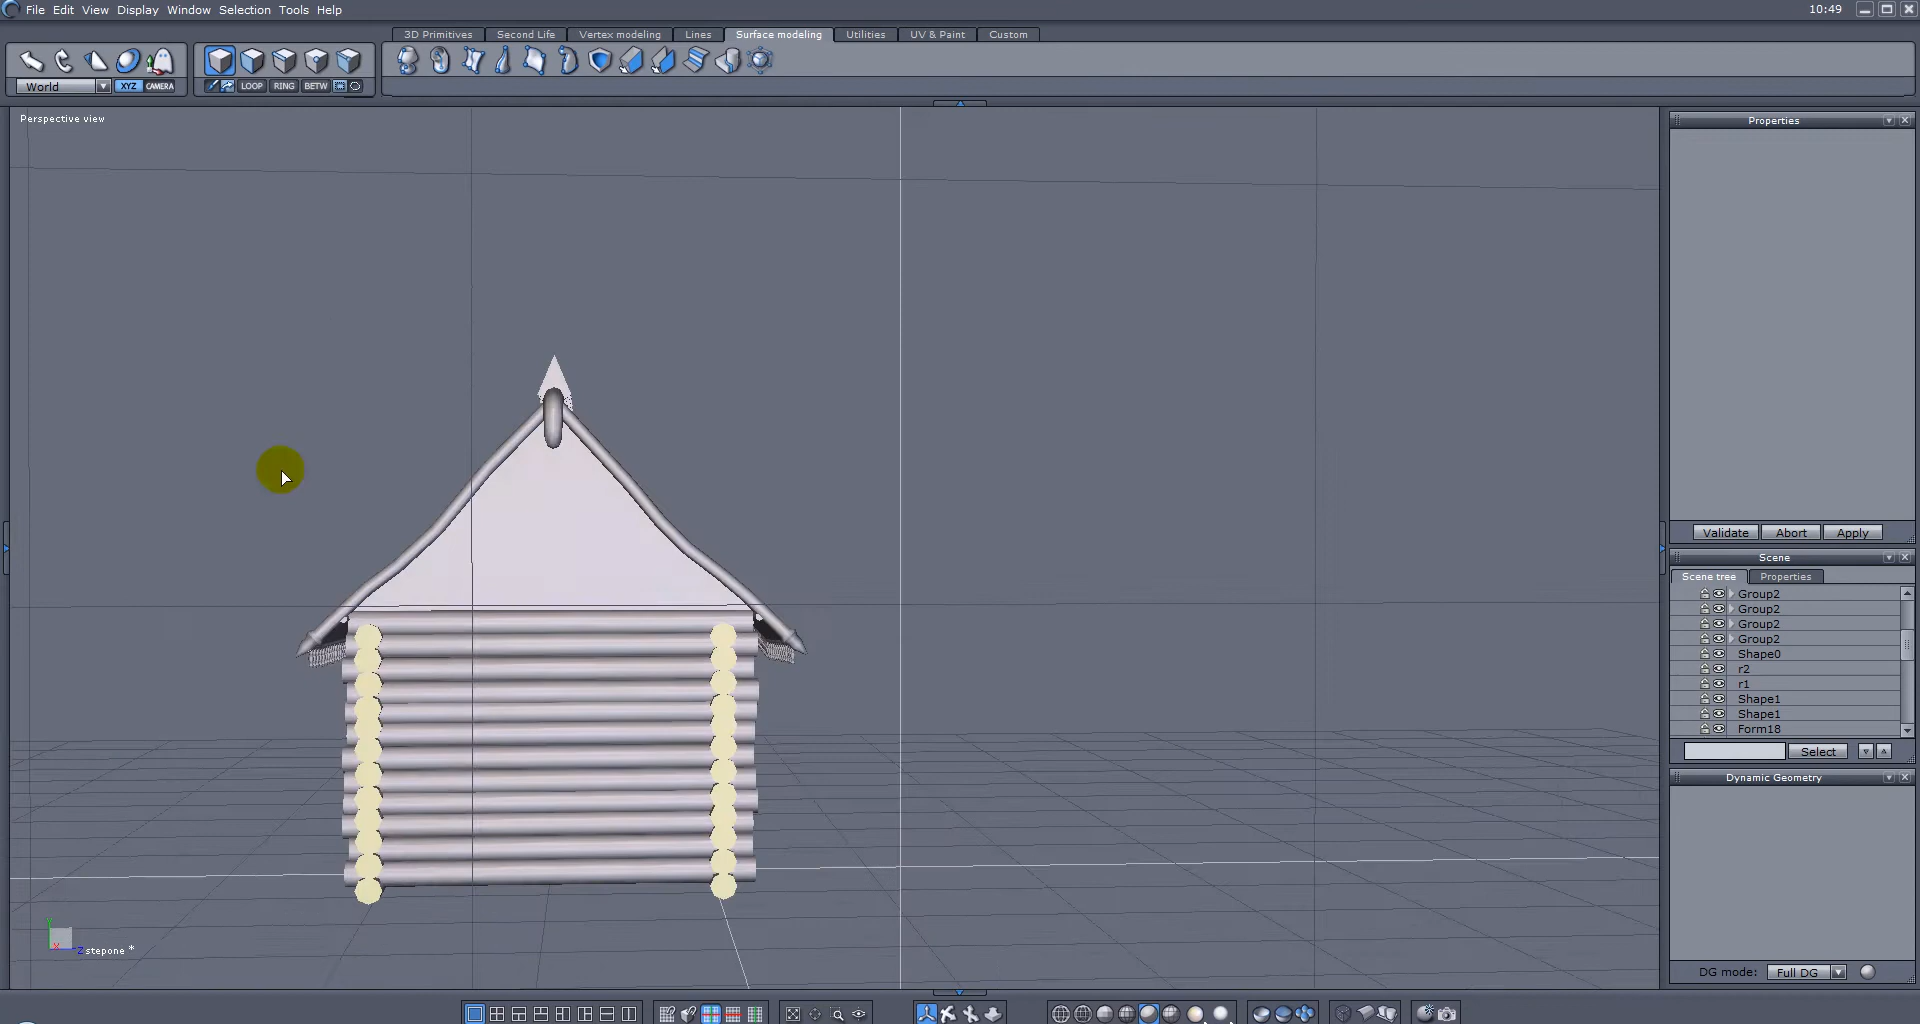 File Edit View Display Window Selection Tools Help 10:49
3D Primitives Second Life Vertex modeling Lines Surface modeling Utilities UV & Paint Custom
World XYZ CAMERA LOOP RING BETW
Perspective view
Properties
Validate Abort Apply
Scene
Scene tree Properties
Group2
Group2
Group2
Group2
Shape0
r2
r1
Shape1
Shape1
Form18
Select
Dynamic Geometry
Y
X Z stepone *
DG mode: Full DG